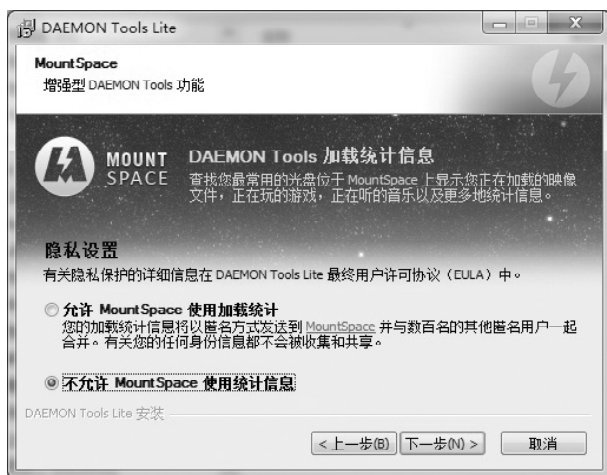 DAEMON Tools Lite
MountSpace
增强型 DAEMON Tools 功能
MOUNT SPACE
DAEMON Tools 加载统计信息
查找您最常用的光盘位于 MountSpace 上显示您正在加载的映像
文件，正在玩的游戏，正在听的音乐以及更多地统计信息。
隐私设置
有关隐私保护的详细信息在 DAEMON Tools Lite 最终用户许可协议（EULA）中。
允许 MountSpace 使用加载统计
您的加载统计信息将以匿名方式发送到 MountSpace 并与数百名的其他匿名用户一起
合并。有关您的任何身份信息都不会被收集和共享。
不允许 MountSpace 使用统计信息
DAEMON Tools Lite 安装
< 上一步(B)
下一步(N) >
取消